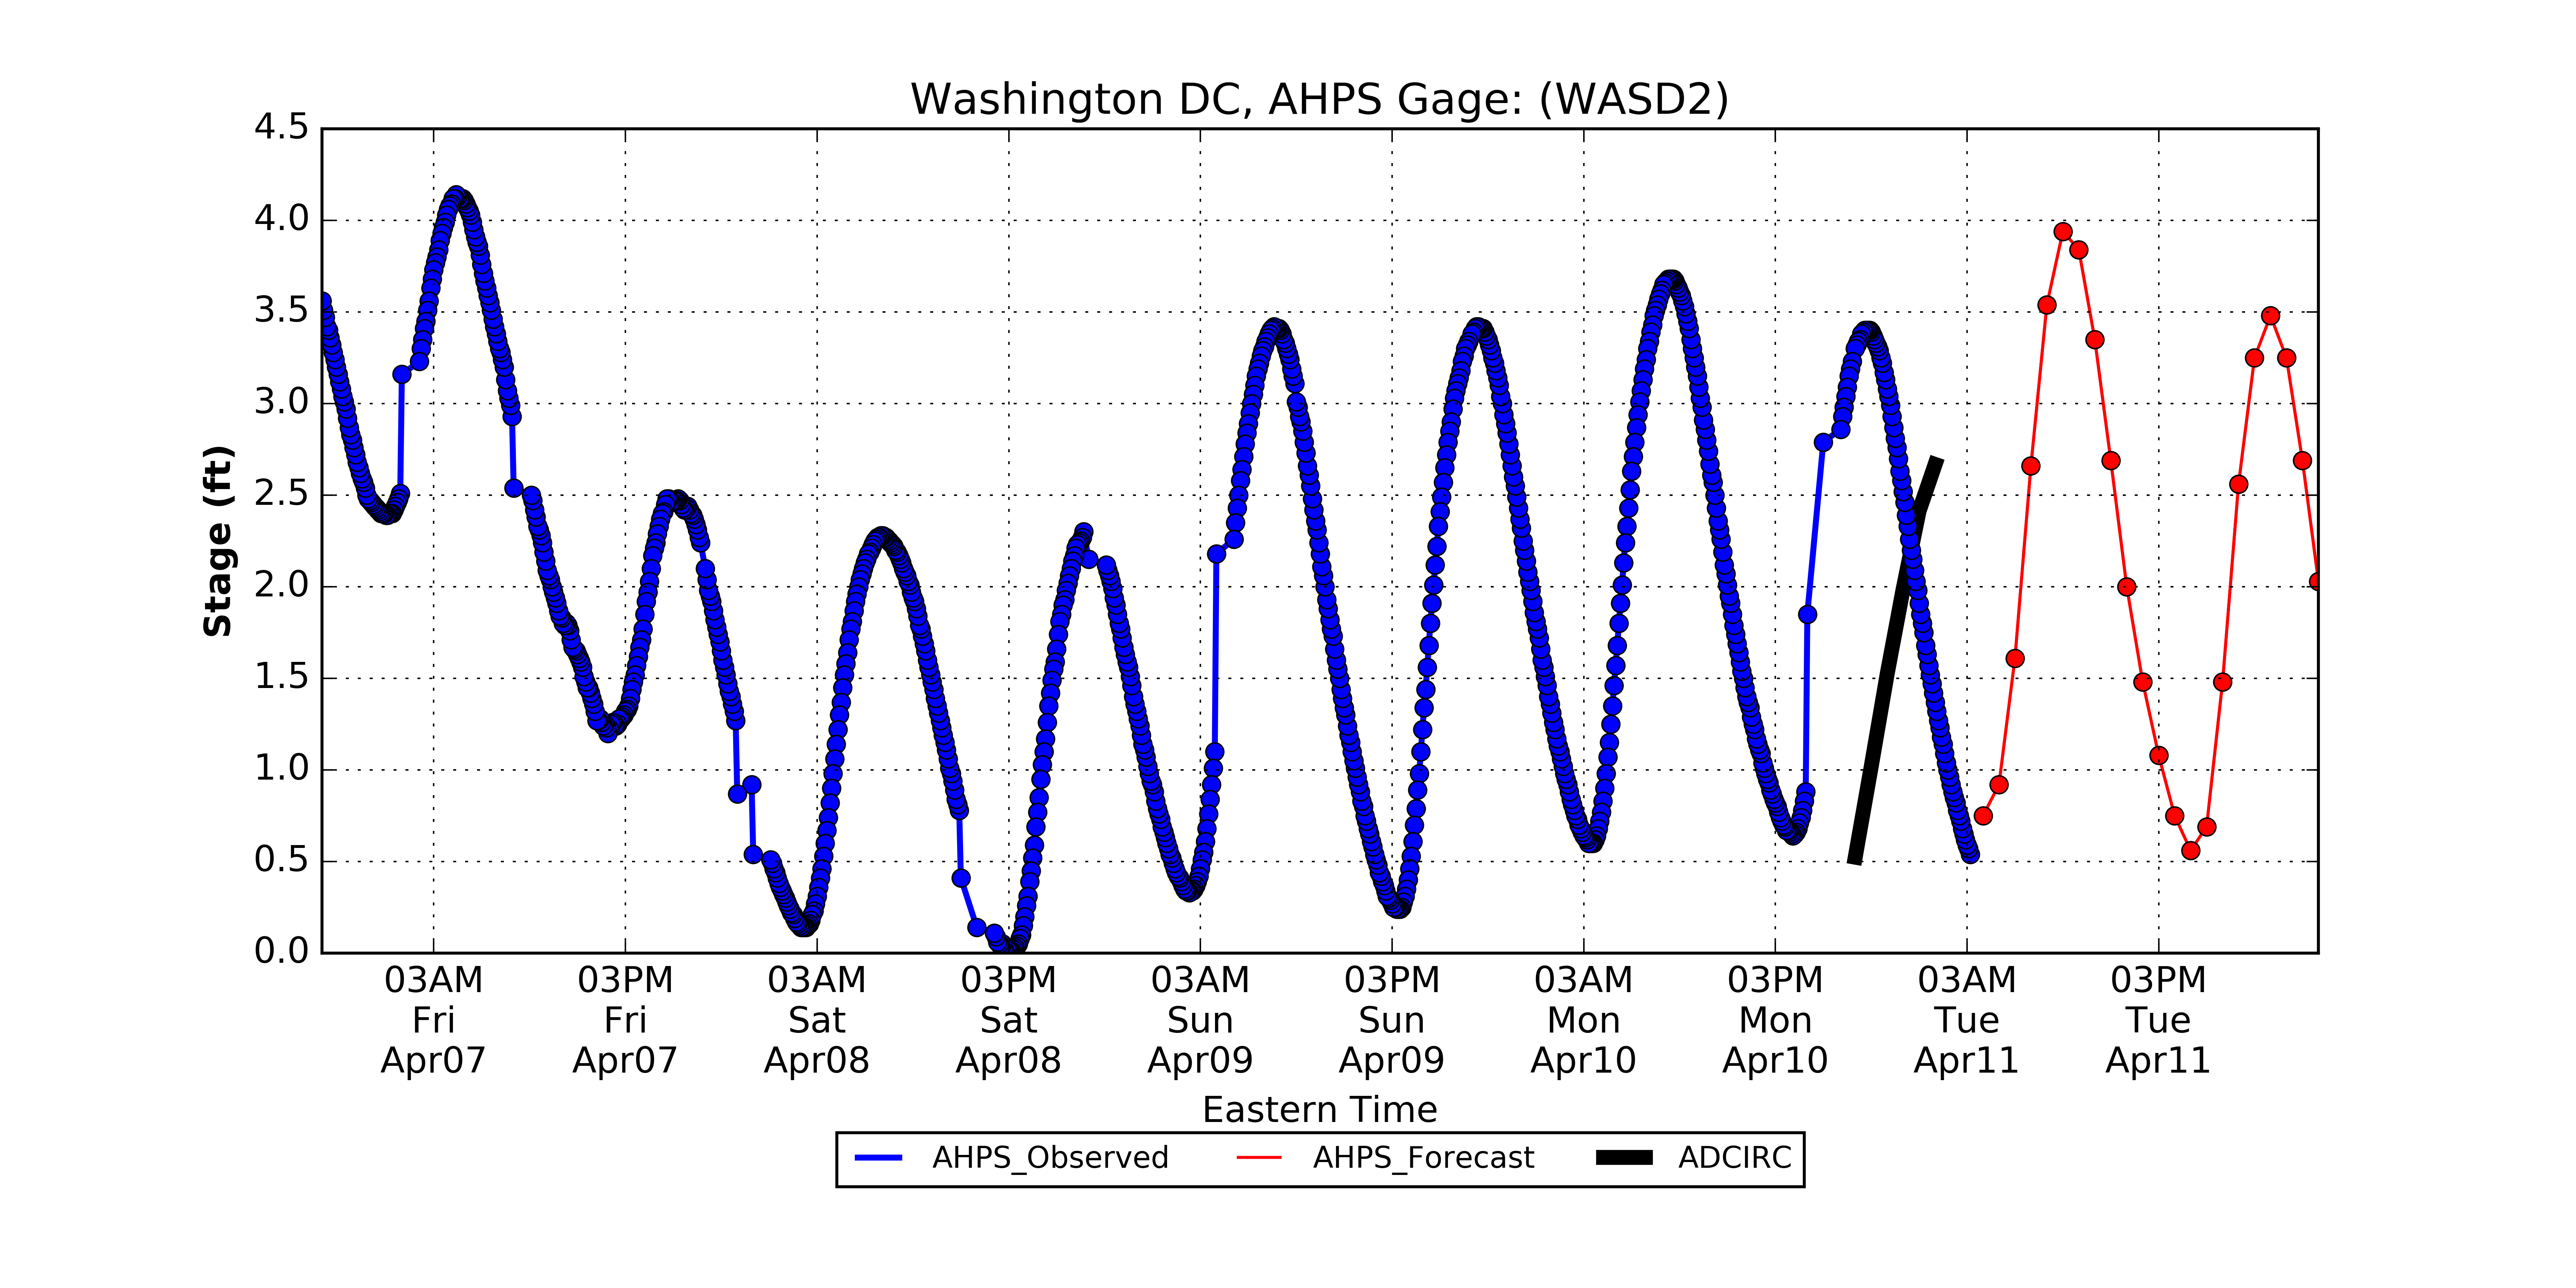 Washington DC, AHPS Gage: (WASD2)
4.5
4.0
3.5
3.0
2.5
2.0
1.5
1.0
0.5
0.0
Stage (ft)
03AM 03PM 03AM 03PM 03AM 03PM 03AM 03PM 03AM 03PM
Fri Fri Sat Sat Sun Sun Mon Mon Tue Tue
Apr07 Apr07 Apr08 Apr08 Apr09 Apr09 Apr10 Apr10 Apr11 Apr11
Eastern Time
AHPS_Observed AHPS_Forecast ADCIRC